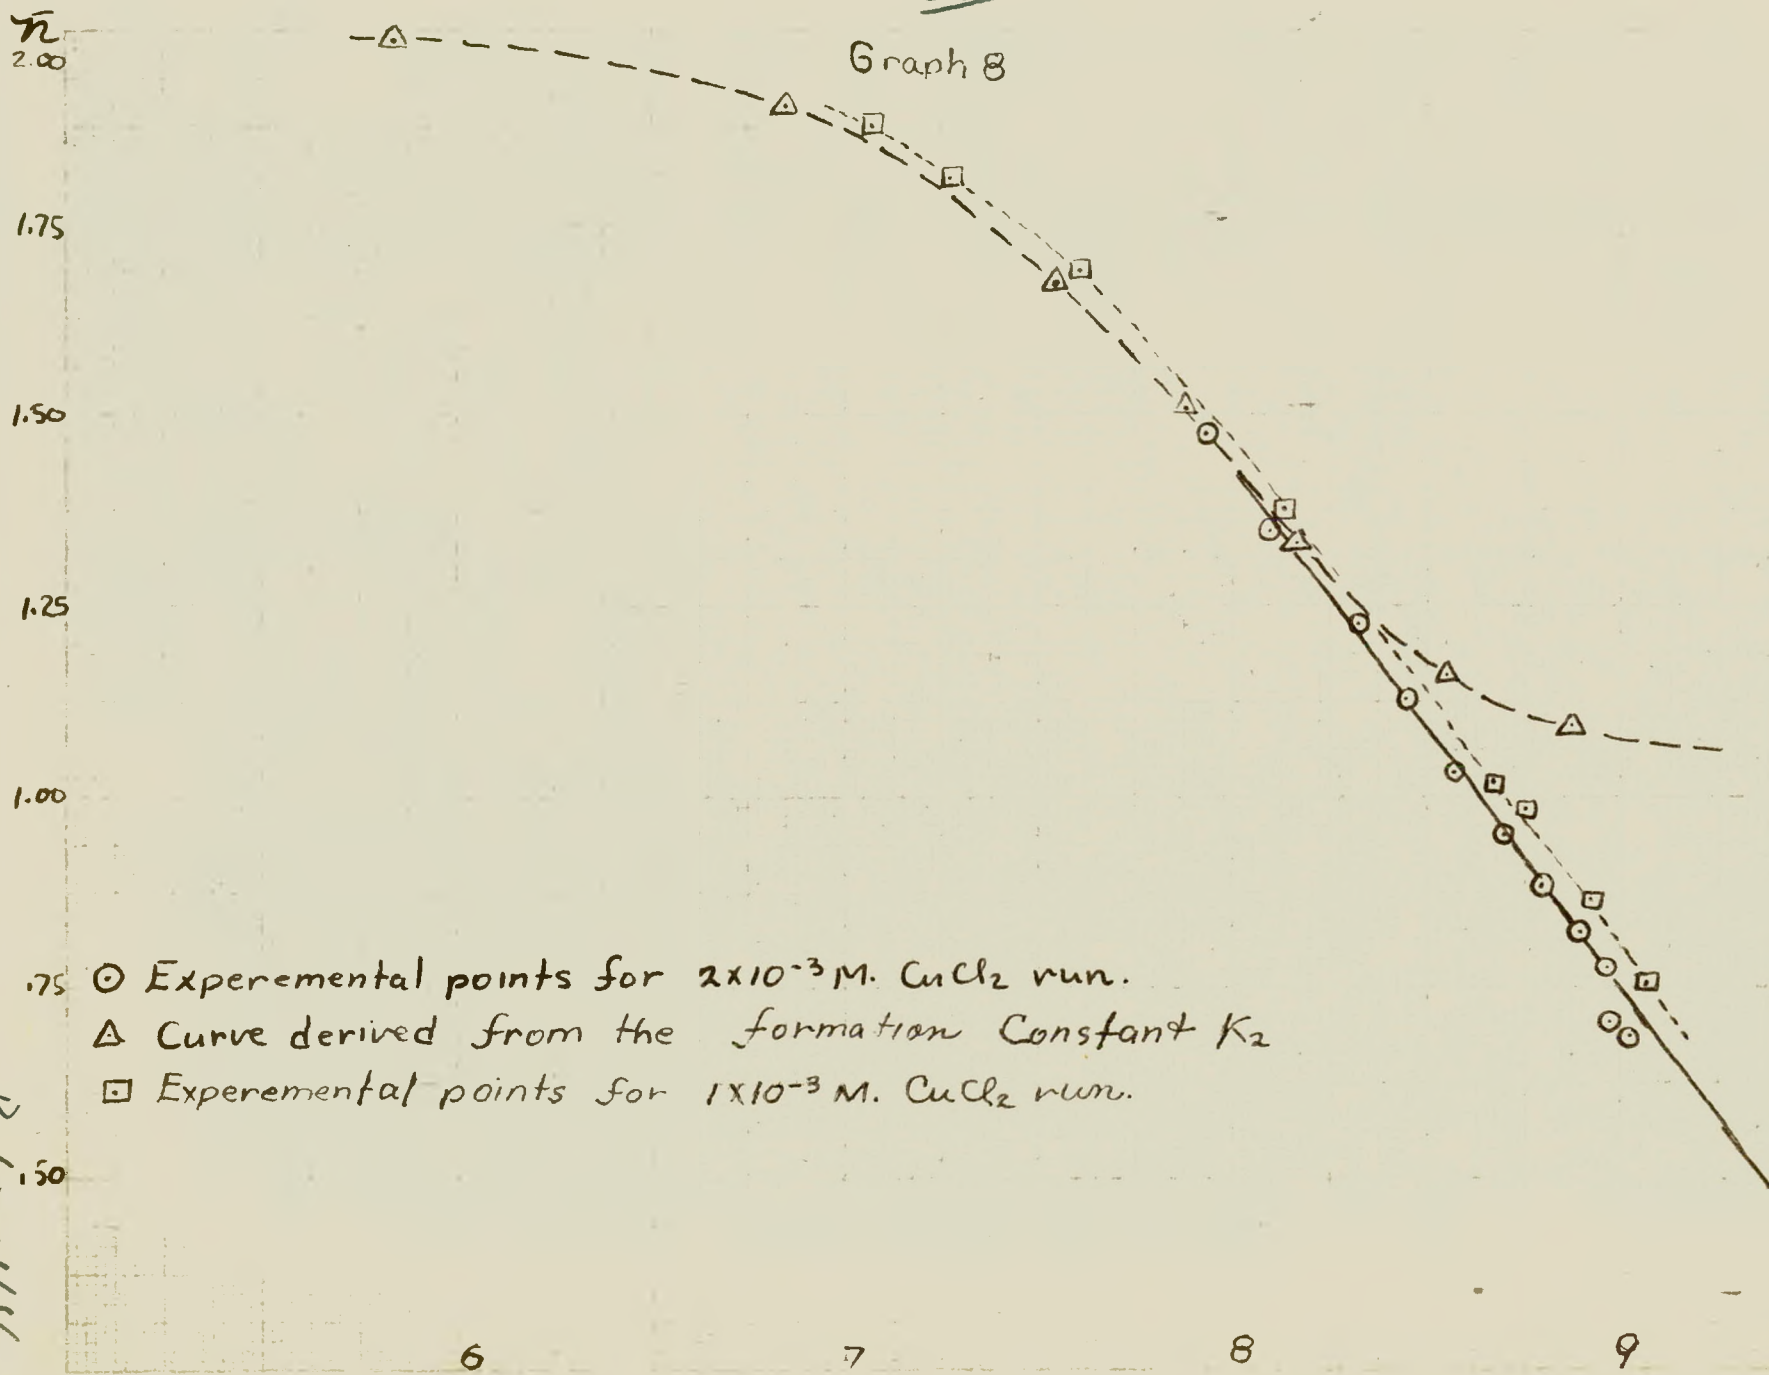 n̄
2.00
Graph 8
1.75
1.50
1.25
1.00
.75
⊙ Experemental points for 2x10⁻³ M. CuCl₂ run.
△ Curve derived from the formation Constant K₂
⊡ Experemental points for 1x10⁻³ M. CuCl₂ run.
.50
6 7 8 9